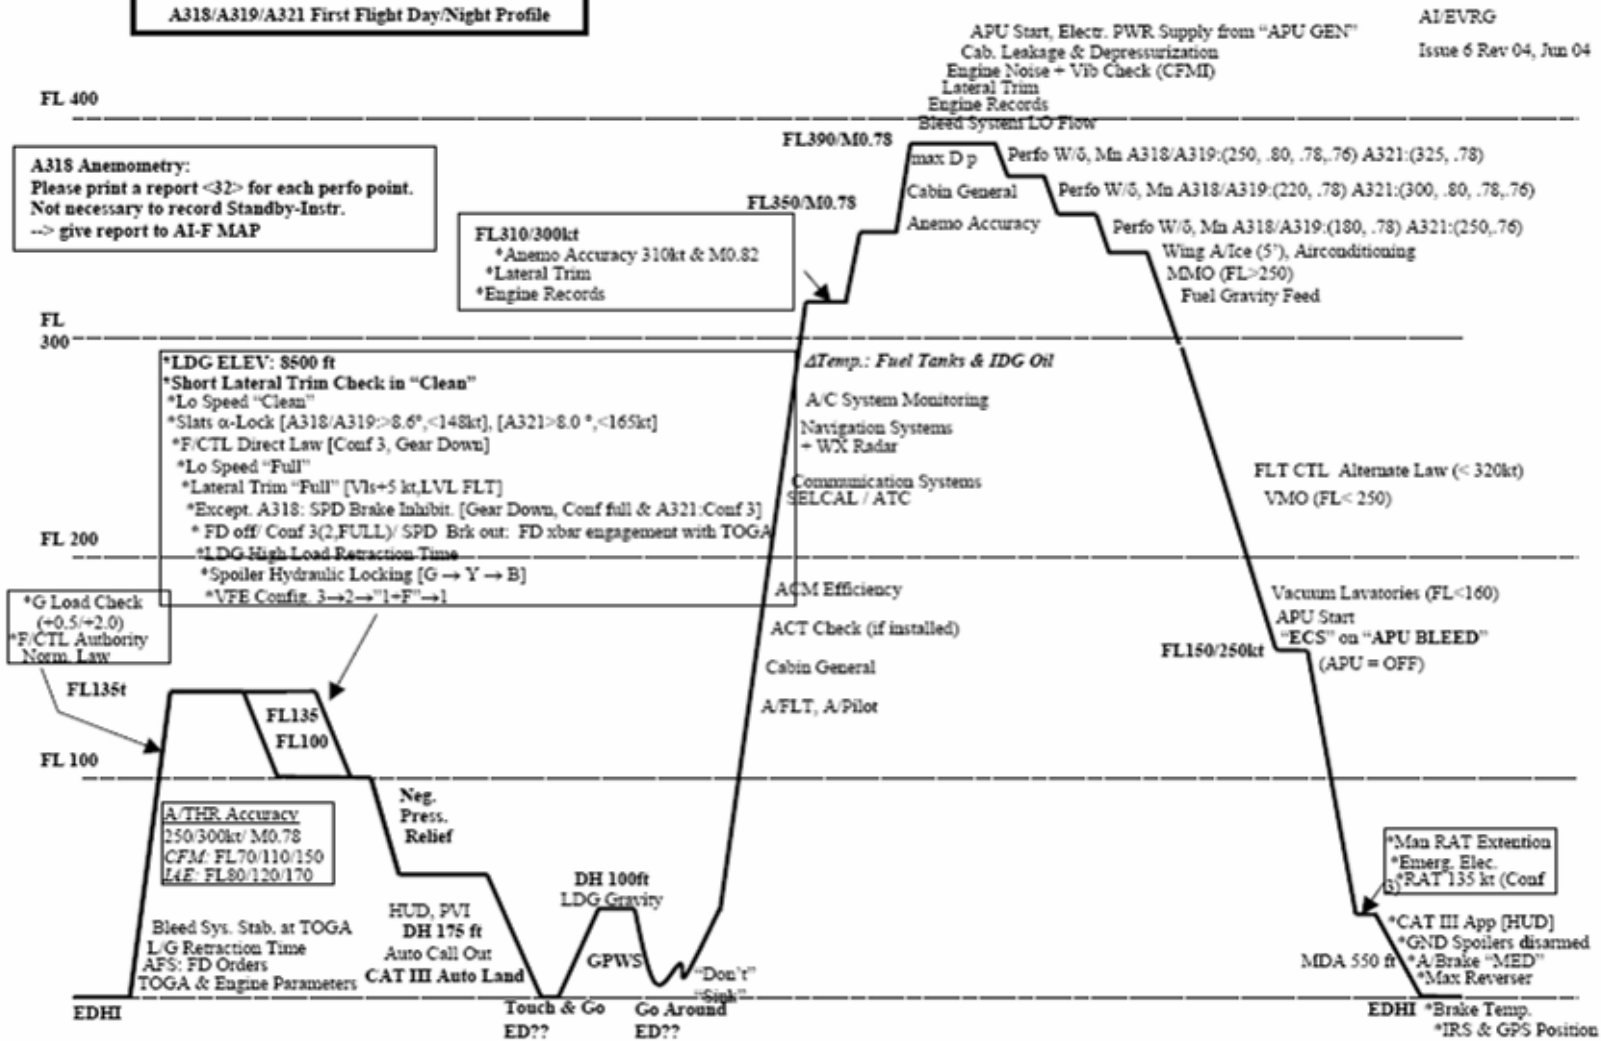 A318/A319/A321 First Flight Day/Night Profile
AI/EVRG
Issue 6 Rev 04, Jun 04
APU Start, Electr. PWR Supply from “APU GEN”
Cab. Leakage & Depressurization
Engine Noise + Vib Check (CFMI)
Lateral Trim
Engine Records
Bleed System LO Flow
FL 400
FL390/M0.78
max D p
Perfo W/δ, Mn A318/A319:(250, .80, .78,.76) A321:(325, .78)
A318 Anemometry:
Please print a report <32> for each perfo point.
Not necessary to record Standby-Instr.
--> give report to AI-F MAP
Cabin General
Perfo W/δ, Mn A318/A319:(220, .78) A321:(300, .80, .78,.76)
FL350/M0.78
Anemo Accuracy
Perfo W/δ, Mn A318/A319:(180, .78) A321:(250,.76)
FL310/300kt
*Anemo Accuracy 310kt & M0.82
*Lateral Trim
*Engine Records
Wing A/Ice (5’), Airconditioning
MMO (FL>250)
Fuel Gravity Feed
FL
300
*LDG ELEV: 8500 ft
*Short Lateral Trim Check in “Clean”
*Lo Speed “Clean”
*Slats α-Lock [A318/A319:>8.6°,<148kt], [A321>8.0 °,<165kt]
*F/CTL Direct Law [Conf 3, Gear Down]
*Lo Speed “Full”
*Lateral Trim “Full” [Vls+5 kt,LVL FLT]
*Except. A318: SPD Brake Inhibit. [Gear Down, Conf full & A321:Conf 3]
* FD off/ Conf 3(2,FULL)/ SPD Brk out: FD xbar engagement with TOGA
*LDG High Load Retraction Time
*Spoiler Hydraulic Locking [G → Y → B]
*VFE Config. 3→2→”1+F”→1
ΔTemp.: Fuel Tanks & IDG Oil
A/C System Monitoring
Navigation Systems
+ WX Radar
Communication Systems
SELCAL / ATC
FLT CTL Alternate Law (< 320kt)
VMO (FL< 250)
FL 200
*G Load Check
(+0.5/+2.0)
*F/CTL Authority
Norm. Law
ACM Efficiency
ACT Check (if installed)
Cabin General
A/FLT, A/Pilot
Vacuum Lavatories (FL<160)
APU Start
“ECS” on “APU BLEED”
(APU = OFF)
FL150/250kt
FL135t
FL135
FL100
FL 100
A/THR Accuracy
250/300kt/ M0.78
CFM: FL70/110/150
IAE: FL80/120/170
Neg.
Press.
Relief
*Man RAT Extention
*Emerg. Elec.
*RAT 135 kt (Conf
3)
DH 100ft
LDG Gravity
HUD, PVI
DH 175 ft
Auto Call Out
CAT III Auto Land
Bleed Sys. Stab. at TOGA
L/G Retraction Time
AFS: FD Orders
TOGA & Engine Parameters
GPWS
“Don’t”
“Sink”
*CAT III App [HUD]
*GND Spoilers disarmed
MDA 550 ft
*A/Brake “MED”
*Max Reverser
EDHI
Touch & Go
ED??
Go Around
ED??
EDHI
*Brake Temp.
*IRS & GPS Position